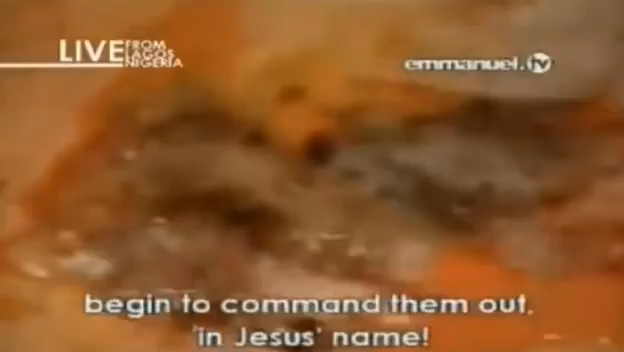 LIVE FROM LAGOS NIGERIA
emmanuel.tv
begin to command them out,
in Jesus' name!